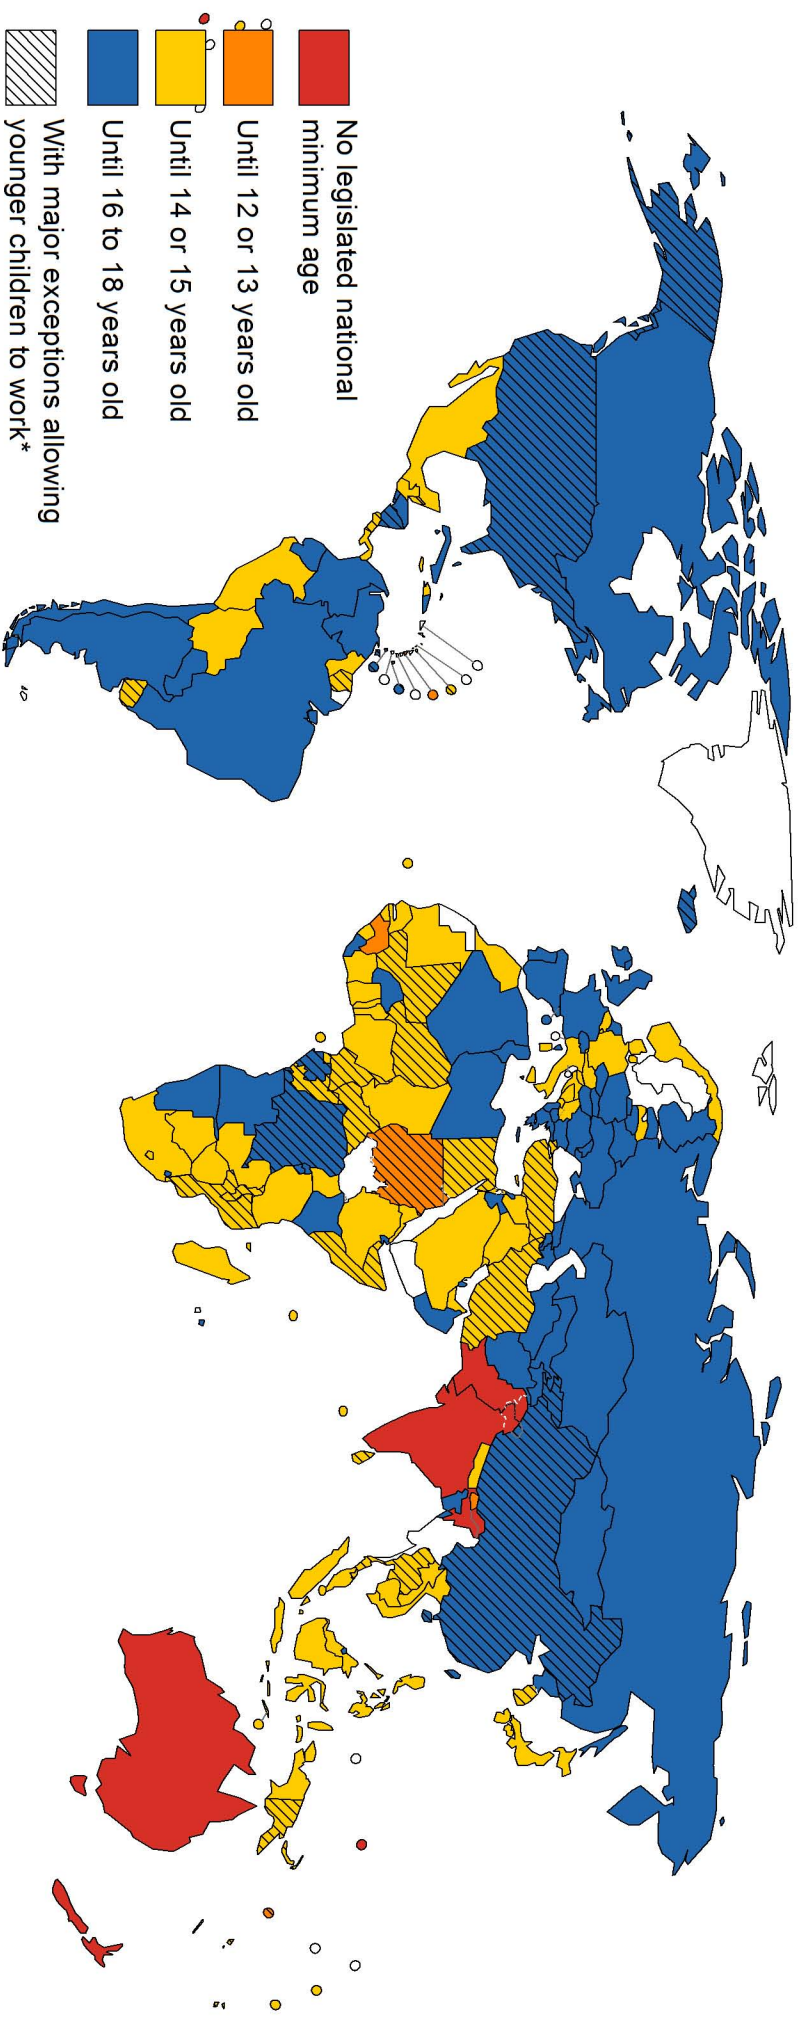 No legislated national
minimum age
Until 12 or 13 years old
Until 14 or 15 years old
Until 16 to 18 years old
With major exceptions allowing
younger children to work*